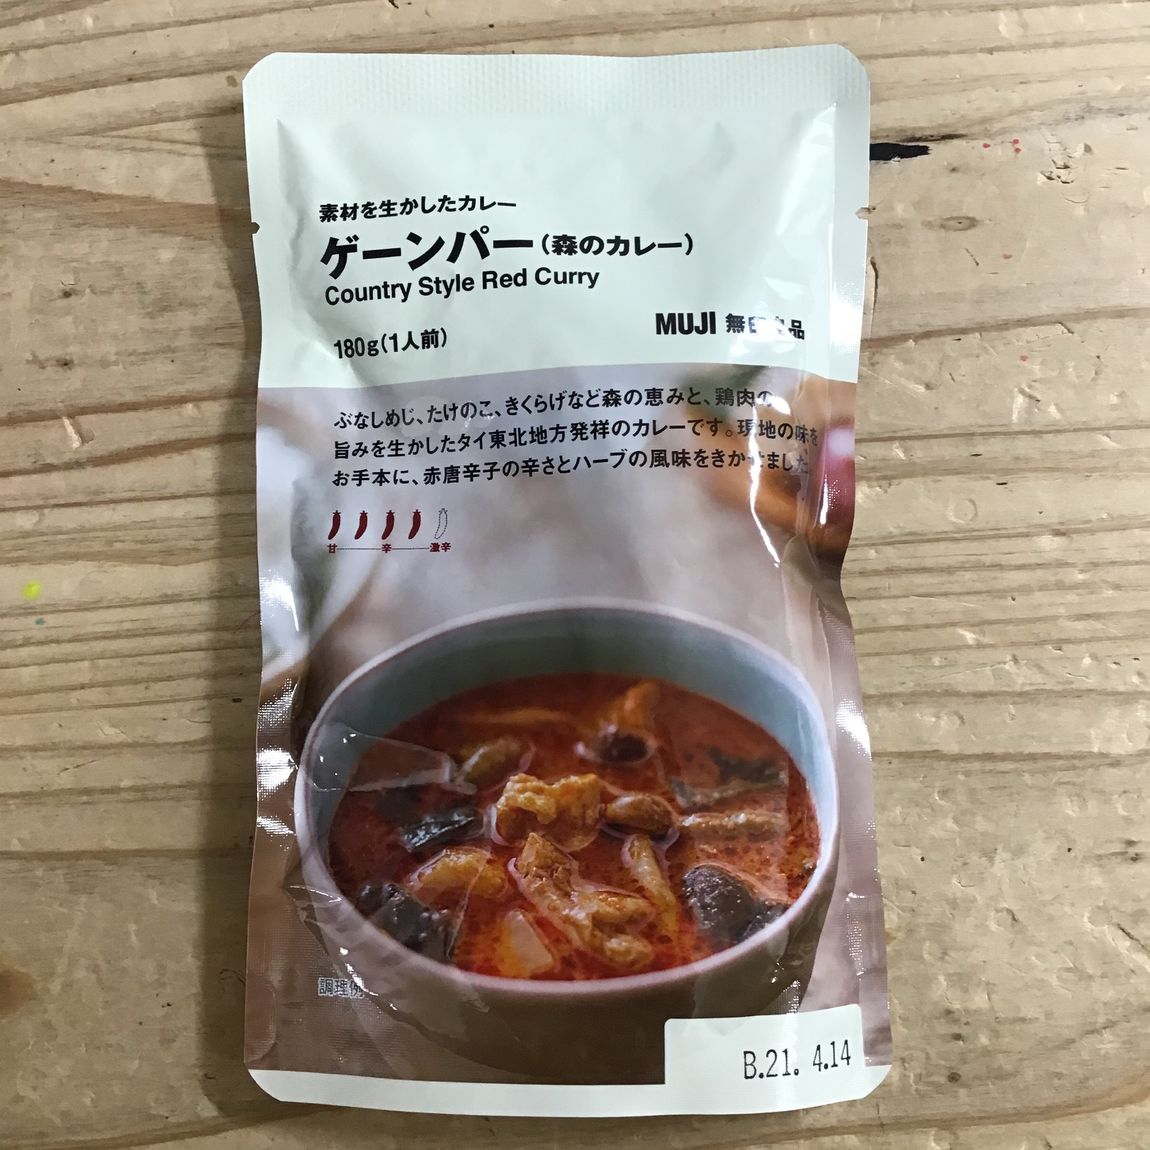 素材を生かしたカレー
ゲーンパー(森のカレー)
Country Style Red Curry
180g(1人前)
MUJI 無印良品
ぶなしめじ、たけのこ、きくらげなど森の恵みと、鶏肉の
旨みを生かしたタイ東北地方発祥のカレーです。現地の味を
お手本に、赤唐辛子の辛さとハーブの風味をきかせました。
甘 辛 激辛
調理例
B.21. 4.14